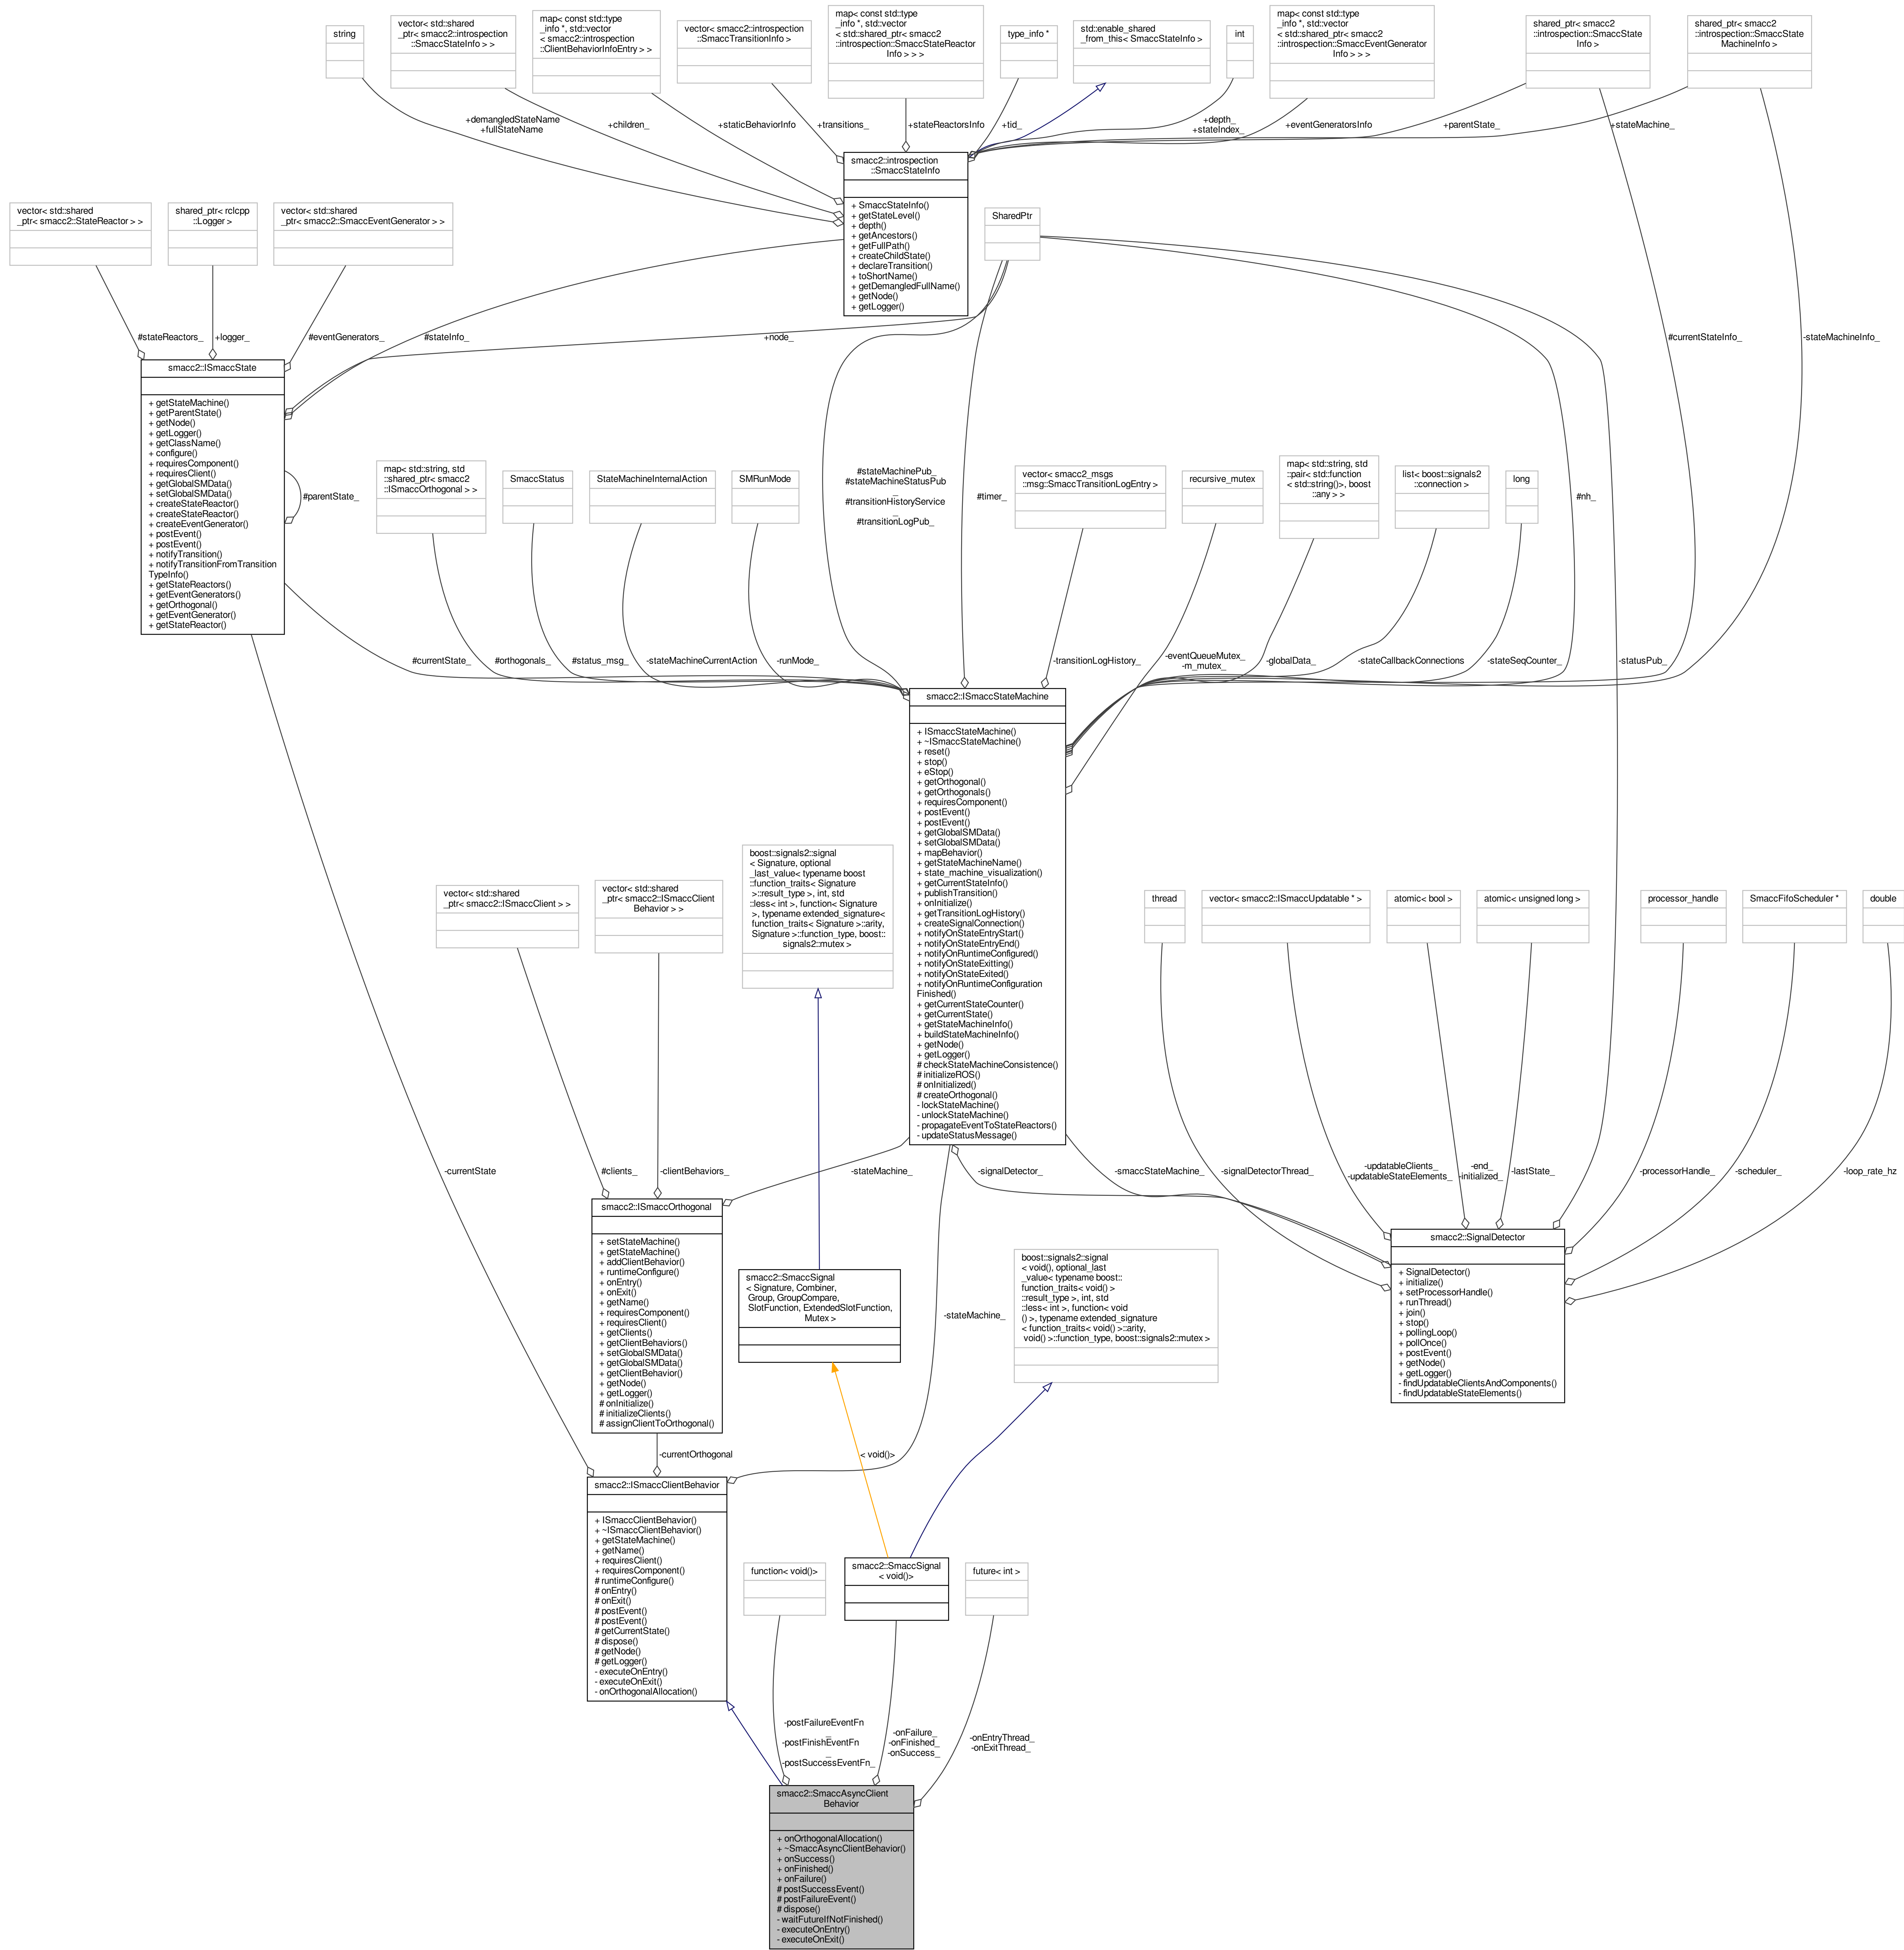 string
vector< std::shared
_ptr< smacc2::introspection
::SmaccStateInfo > >
map< const std::type
_info *, std::vector
< smacc2::introspection
::ClientBehaviorInfoEntry > >
vector< smacc2::introspection
::SmaccTransitionInfo >
map< const std::type
_info *, std::vector
< std::shared_ptr< smacc2
::introspection::SmaccStateReactor
Info > > >
type_info *
std::enable_shared
_from_this< SmaccStateInfo >
int
map< const std::type
_info *, std::vector
< std::shared_ptr< smacc2
::introspection::SmaccEventGenerator
Info > > >
shared_ptr< smacc2
::introspection::SmaccState
Info >
shared_ptr< smacc2
::introspection::SmaccState
MachineInfo >
+demangledStateName
+fullStateName
+children_
+staticBehaviorInfo
+transitions_
+stateReactorsInfo
+tid_
+depth_
+stateIndex_
+eventGeneratorsInfo
+parentState_
+stateMachine_
smacc2::introspection
::SmaccStateInfo
+ SmaccStateInfo()
+ getStateLevel()
+ depth()
+ getAncestors()
+ getFullPath()
+ createChildState()
+ declareTransition()
+ toShortName()
+ getDemangledFullName()
+ getNode()
+ getLogger()
vector< std::shared
_ptr< smacc2::StateReactor > >
shared_ptr< rclcpp
::Logger >
vector< std::shared
_ptr< smacc2::SmaccEventGenerator > >
SharedPtr
#stateReactors_
+logger_
#eventGenerators_
#stateInfo_
+node_
#currentStateInfo_
-stateMachineInfo_
smacc2::ISmaccState
+ getStateMachine()
+ getParentState()
+ getNode()
+ getLogger()
+ getClassName()
+ configure()
+ requiresComponent()
+ requiresClient()
+ getGlobalSMData()
+ setGlobalSMData()
+ createStateReactor()
+ createStateReactor()
+ createEventGenerator()
+ postEvent()
+ postEvent()
+ notifyTransition()
+ notifyTransitionFromTransition
TypeInfo()
+ getStateReactors()
+ getEventGenerators()
+ getOrthogonal()
+ getEventGenerator()
+ getStateReactor()
#parentState_
map< std::string, std
::shared_ptr< smacc2
::ISmaccOrthogonal > >
SmaccStatus
StateMachineInternalAction
SMRunMode
#stateMachinePub_
#stateMachineStatusPub
_
#transitionHistoryService
_
#transitionLogPub_
#timer_
vector< smacc2_msgs
::msg::SmaccTransitionLogEntry >
recursive_mutex
map< std::string, std
::pair< std::function
< std::string()>, boost
::any > >
list< boost::signals2
::connection >
long
#nh_
#currentState_
#orthogonals_
#status_msg_
-stateMachineCurrentAction
-runMode_
-transitionLogHistory_
-eventQueueMutex_
-m_mutex_
-globalData_
-stateCallbackConnections
-stateSeqCounter_
-statusPub_
smacc2::ISmaccStateMachine
+ ISmaccStateMachine()
+ ~ISmaccStateMachine()
+ reset()
+ stop()
+ eStop()
+ getOrthogonal()
+ getOrthogonals()
+ requiresComponent()
+ postEvent()
+ postEvent()
+ getGlobalSMData()
+ setGlobalSMData()
+ mapBehavior()
+ getStateMachineName()
+ state_machine_visualization()
+ getCurrentStateInfo()
+ publishTransition()
+ onInitialize()
+ getTransitionLogHistory()
+ createSignalConnection()
+ notifyOnStateEntryStart()
+ notifyOnStateEntryEnd()
+ notifyOnRuntimeConfigured()
+ notifyOnStateExitting()
+ notifyOnStateExited()
+ notifyOnRuntimeConfiguration
Finished()
+ getCurrentStateCounter()
+ getCurrentState()
+ getStateMachineInfo()
+ buildStateMachineInfo()
+ getNode()
+ getLogger()
# checkStateMachineConsistence()
# initializeROS()
# onInitialized()
# createOrthogonal()
- lockStateMachine()
- unlockStateMachine()
- propagateEventToStateReactors()
- updateStatusMessage()
vector< std::shared
_ptr< smacc2::ISmaccClient > >
vector< std::shared
_ptr< smacc2::ISmaccClient
Behavior > >
boost::signals2::signal
< Signature, optional
_last_value< typename boost
::function_traits< Signature
>::result_type >, int, std
::less< int >, function< Signature
>, typename extended_signature<
function_traits< Signature >::arity,
Signature >::function_type, boost::
signals2::mutex >
thread
vector< smacc2::ISmaccUpdatable * >
atomic< bool >
atomic< unsigned long >
processor_handle
SmaccFifoScheduler *
double
-currentState
#clients_
-clientBehaviors_
-stateMachine_
-signalDetector_
-smaccStateMachine_
-signalDetectorThread_
-updatableClients_
-updatableStateElements_
-end_
-initialized_
-lastState_
-processorHandle_
-scheduler_
-loop_rate_hz
smacc2::ISmaccOrthogonal
+ setStateMachine()
+ getStateMachine()
+ addClientBehavior()
+ runtimeConfigure()
+ onEntry()
+ onExit()
+ getName()
+ requiresComponent()
+ requiresClient()
+ getClients()
+ getClientBehaviors()
+ setGlobalSMData()
+ getGlobalSMData()
+ getClientBehavior()
+ getNode()
+ getLogger()
# onInitialize()
# initializeClients()
# assignClientToOrthogonal()
smacc2::SmaccSignal
< Signature, Combiner,
Group, GroupCompare,
SlotFunction, ExtendedSlotFunction,
Mutex >
-stateMachine_
boost::signals2::signal
< void(), optional_last
_value< typename boost::
function_traits< void() >
::result_type >, int, std
::less< int >, function< void
() >, typename extended_signature
< function_traits< void() >::arity,
void() >::function_type, boost::signals2::mutex >
smacc2::SignalDetector
+ SignalDetector()
+ initialize()
+ setProcessorHandle()
+ runThread()
+ join()
+ stop()
+ pollingLoop()
+ pollOnce()
+ postEvent()
+ getNode()
+ getLogger()
- findUpdatableClientsAndComponents()
- findUpdatableStateElements()
-currentOrthogonal
< void()>
smacc2::ISmaccClientBehavior
+ ISmaccClientBehavior()
+ ~ISmaccClientBehavior()
+ getStateMachine()
+ getName()
+ requiresClient()
+ requiresComponent()
# runtimeConfigure()
# onEntry()
# onExit()
# postEvent()
# postEvent()
# getCurrentState()
# dispose()
# getNode()
# getLogger()
- executeOnEntry()
- executeOnExit()
- onOrthogonalAllocation()
function< void()>
smacc2::SmaccSignal
< void()>
future< int >
-postFailureEventFn
_
-postFinishEventFn
_
-postSuccessEventFn_
-onFailure_
-onFinished_
-onSuccess_
-onEntryThread_
-onExitThread_
smacc2::SmaccAsyncClient
Behavior
+ onOrthogonalAllocation()
+ ~SmaccAsyncClientBehavior()
+ onSuccess()
+ onFinished()
+ onFailure()
# postSuccessEvent()
# postFailureEvent()
# dispose()
- waitFutureIfNotFinished()
- executeOnEntry()
- executeOnExit()